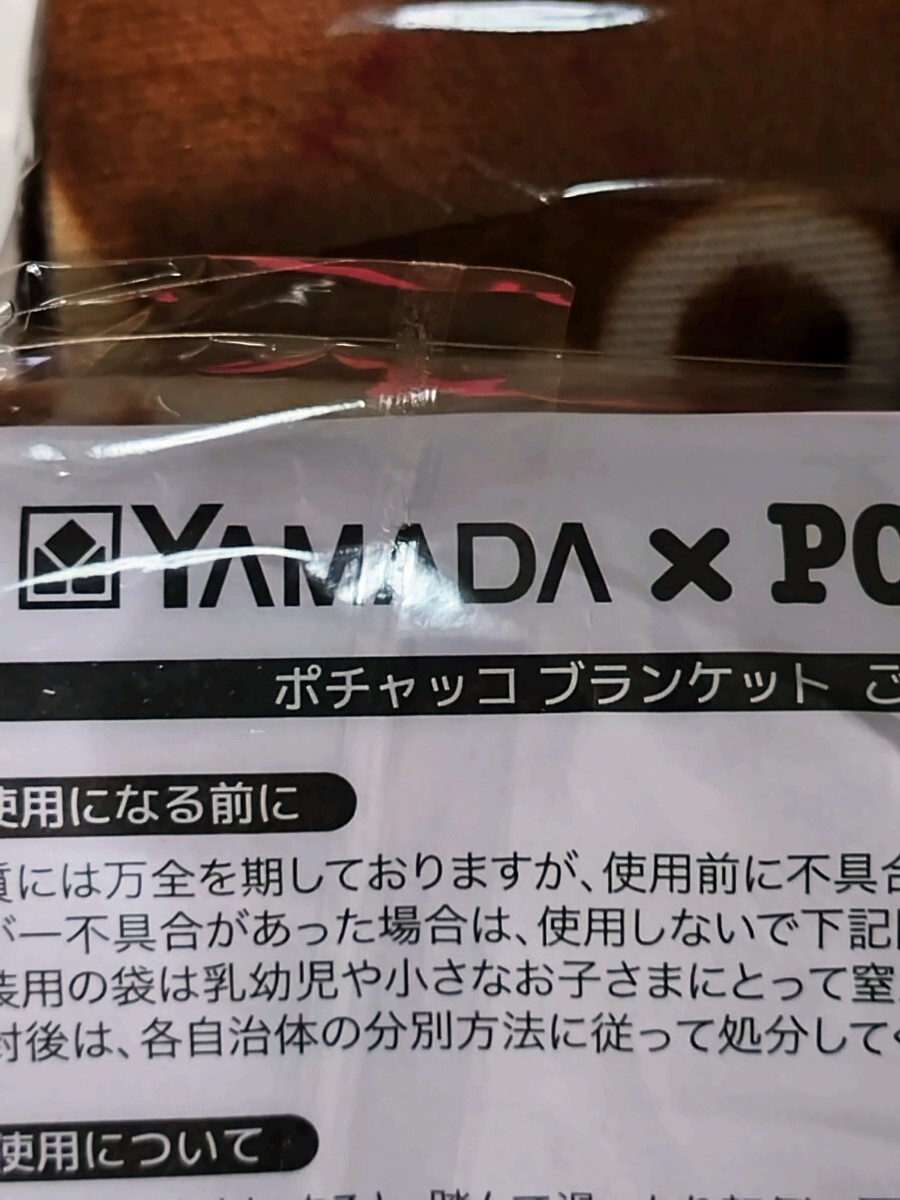 YAMADA × PO
ポチャッコ ブランケット ご
使用になる前に
質には万全を期しておりますが、使用前に不具合
が一不具合があった場合は、使用しないで下記
装用の袋は乳幼児や小さなお子さまにとって窒
封後は、各自治体の分別方法に従って処分して
使用について